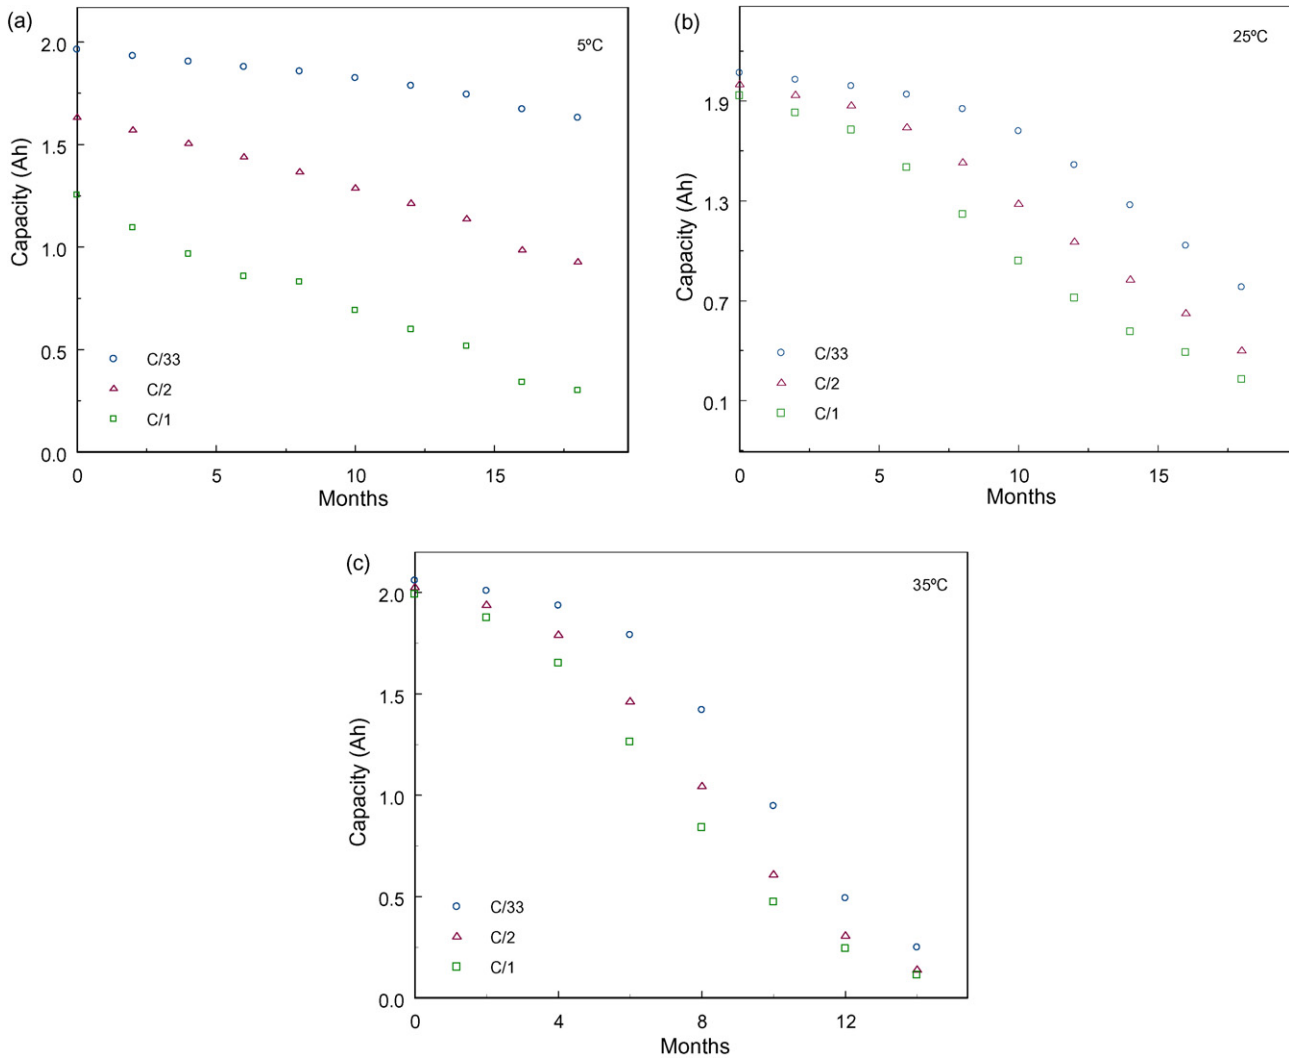 (a)
5ºC
Capacity (Ah)
2.0
1.5
1.0
0.5
0.0
C/33
C/2
C/1
0 5 10 15
Months
(b)
25ºC
Capacity (Ah)
1.9
1.3
0.7
0.1
C/33
C/2
C/1
0 5 10 15
Months
(c)
35ºC
Capacity (Ah)
2.0
1.5
1.0
0.5
0.0
C/33
C/2
C/1
0 4 8 12
Months